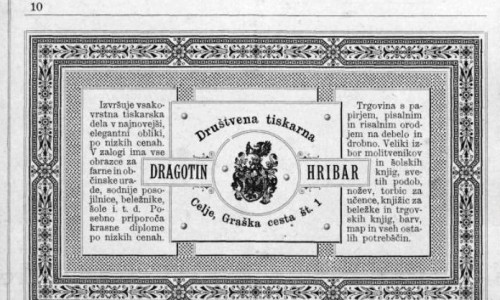 10
Izvršuje vsako-
vrstna tiskarska
dela v najnovejši,
elegantni obliki,
po nizkih cenah.
V zalogi ima vse
obrazce za
farne in ob-
činske ura-
de, sodnije poso-
jilnice, beležnike,
šole i. t. d. Po-
sebno priporoča
krasne diplome
po nizkih cenah.
Društvena tiskarna
DRAGOTIN HRIBAR
Celje, Graška cesta št. 1
Trgovina s pa-
pirjem, pisalnim
in risalnim orod-
jem na debelo in
drobno. Veliki iz-
bor molitvenikov
in šolskih
knjig, sve-
tih podob,
nožev, torbic za
učence, knjižic za
beležke in trgov-
skih knjig, barv,
map in vseh osta-
lih potrebščin.